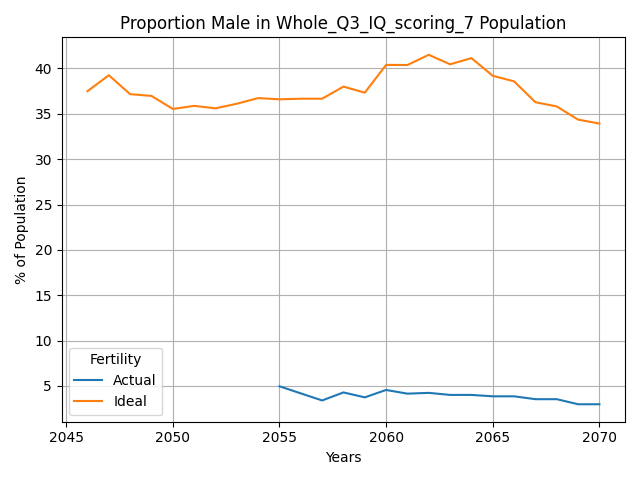 Proportion Male in Whole_Q3_IQ_scoring_7 Population
% of Population
40
35
30
25
20
15
10
5
Fertility
Actual
Ideal
2045 2050 2055 2060 2065 2070
Years